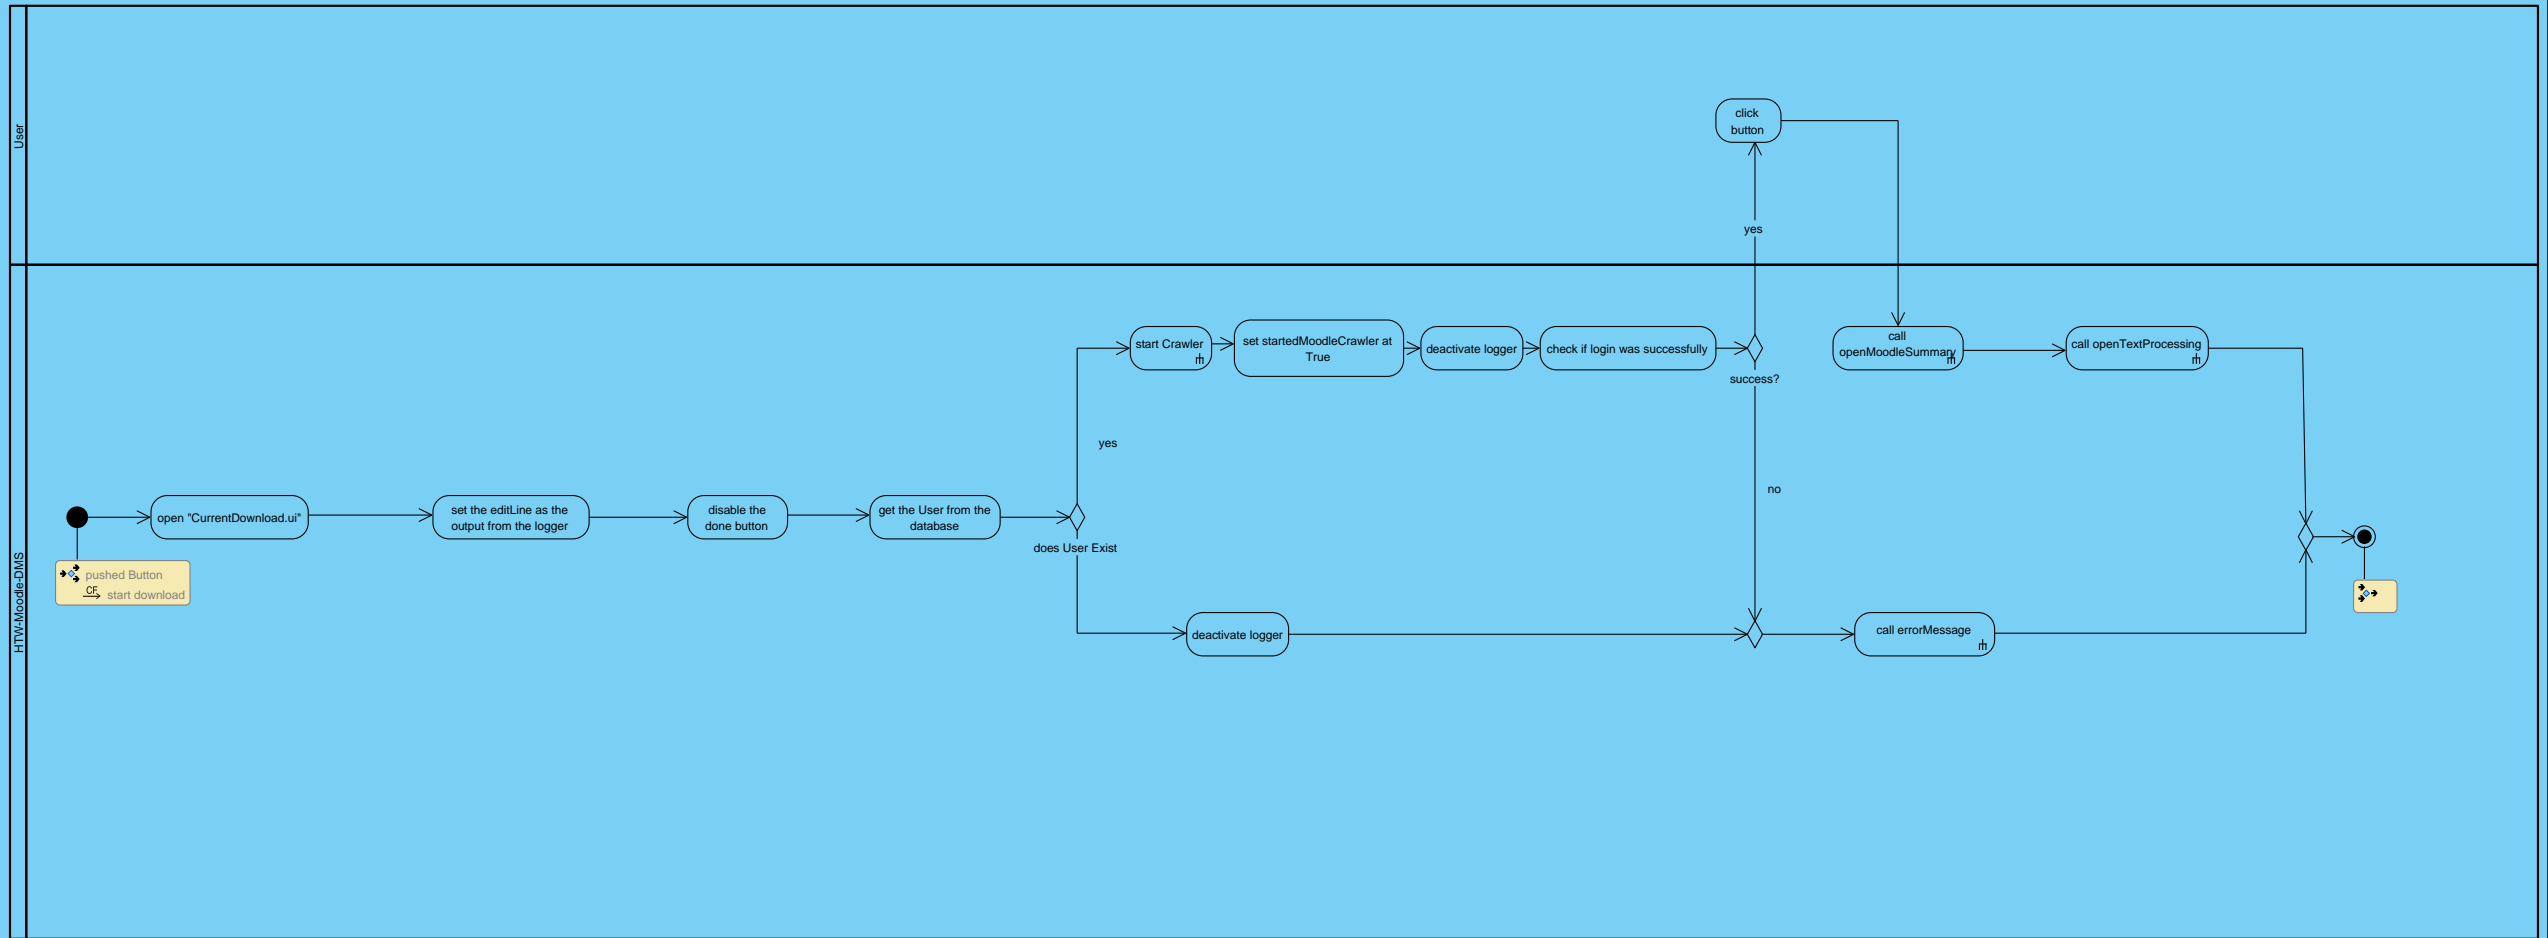 User
click
button
yes
HTW-Moodle-DMS
start Crawler
set startedMoodleCrawler at
True
deactivate logger
check if login was successfully
success?
call
openMoodleSummary
call openTextProcessing
yes
no
open "CurrentDownload.ui"
set the editLine as the
output from the logger
disable the
done button
get the User from the
database
does User Exist
pushed Button
CF
start download
deactivate logger
call errorMessage